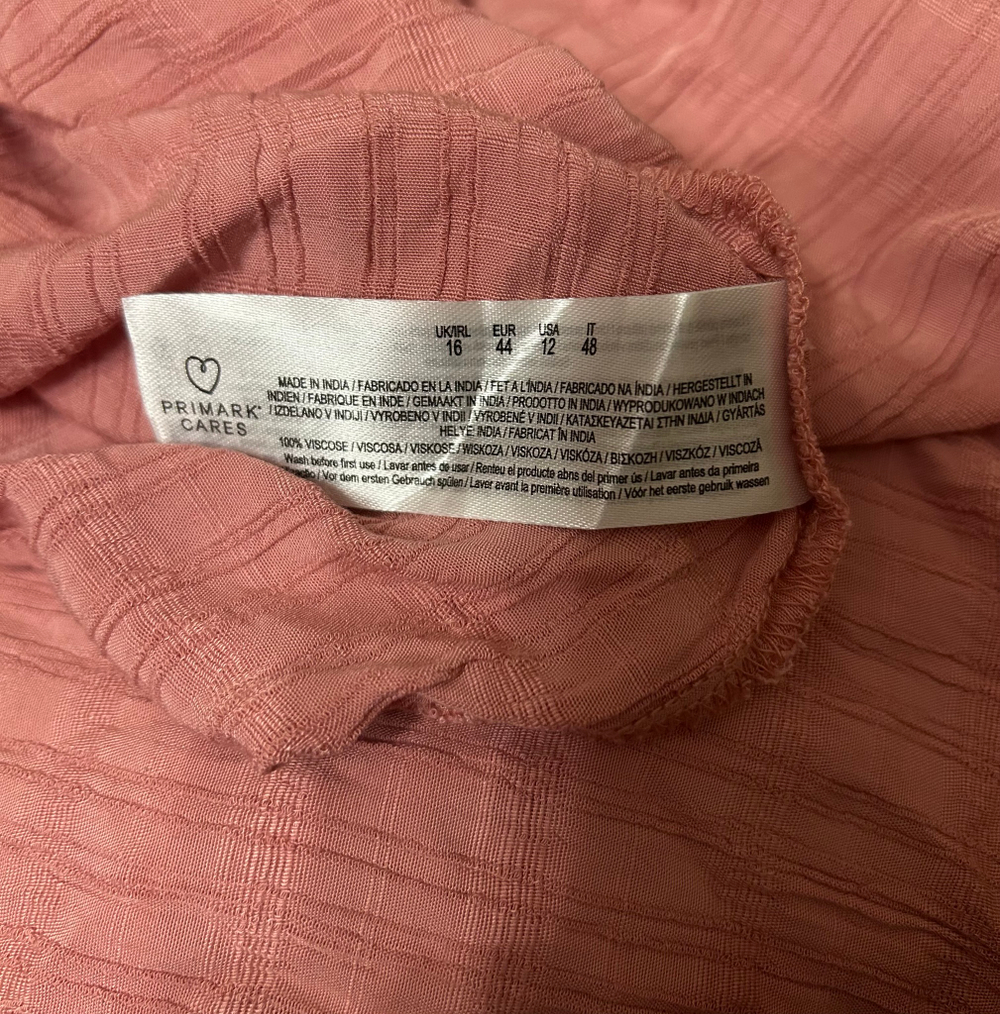 UK/IRL EUR USA IT
16 44 12 48
PRIMARK
CARES
MADE IN INDIA / FABRICADO EN LA INDIA / FET A L'ÍNDIA / FABRICADO NA ÍNDIA / HERGESTELLT IN
INDIEN / FABRIQUE EN INDE / GEMAAKT IN INDIA / PRODOTTO IN INDIA / WYPRODUKOWANO W INDIACH
/ IZDELANO V INDIJI / VYROBENO V INDII / VYROBENÉ V INDII / ΚΑΤΑΣΚΕΥΑΖΕΤΑΙ ΣΤΗΝ ΙΝΔΙΑ / GYÁRTÁS
HELYE: INDIA / FABRICAT ÎN INDIA
100% VISCOSE / VISCOSA / VISKOSE / WISKOZA / VISKOZA / VISKÓZA / ΒΙΣΚΟΖΗ / VISZKÓZ / VISCOZĂ
Wash before first use / Lavar antes de usar / Renteu el producte abns del primer ús / Lavar antes da primeira
/ Vor dem ersten Gebrauch spülen / Laver avant la première utilisation / Vóór het eerste gebruik wassen